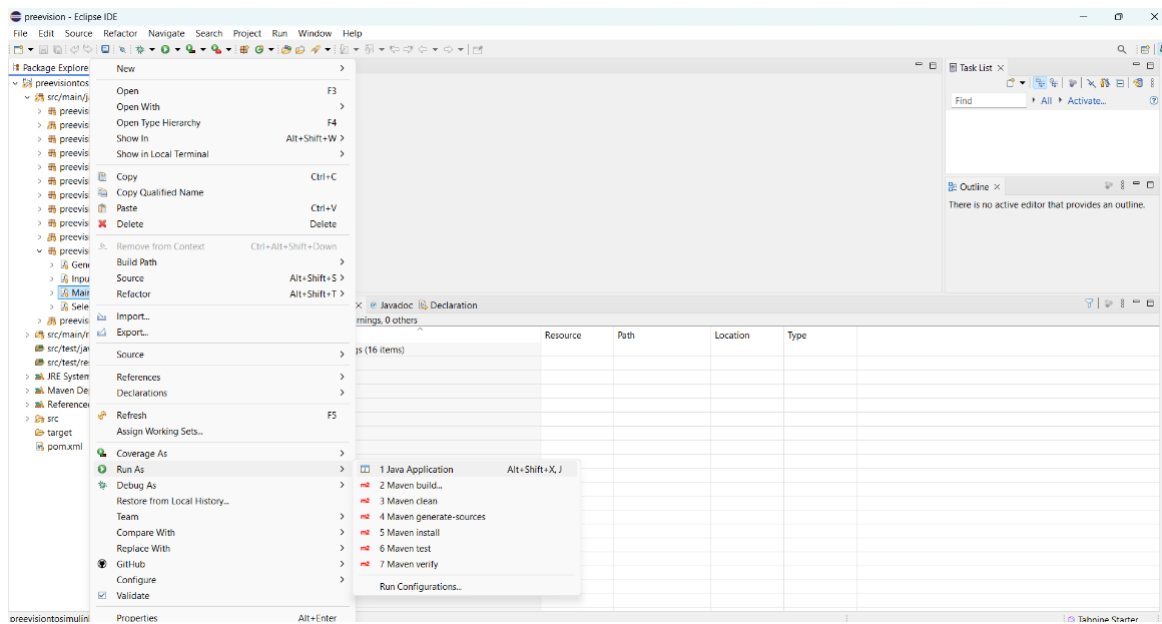 preevision - Eclipse IDE
File Edit Source Refactor Navigate Search Project Run Window Help
Package Explore
preevisiontos
src/main/j
preevis
preevis
preevis
preevis
preevis
preevis
preevis
preevis
preevis
preevis
preevis
Gen
Inpu
Main
Sele
preevis
src/main/r
src/test/jav
src/test/re
JRE System
Maven De
Reference
src
target
pom.xml
New
Open F3
Open With
Open Type Hierarchy F4
Show In Alt+Shift+W
Show in Local Terminal
Copy Ctrl+C
Copy Qualified Name
Paste Ctrl+V
Delete Delete
Remove from Context Ctrl+Alt+Shift+Down
Build Path
Source Alt+Shift+S
Refactor Alt+Shift+T
Import...
Export...
Source
References
Declarations
Refresh F5
Assign Working Sets...
Coverage As
Run As
Debug As
Restore from Local History...
Team
Compare With
Replace With
GitHub
Configure
Validate
Properties Alt+Enter
1 Java Application Alt+Shift+X, J
2 Maven build...
3 Maven clean
4 Maven generate-sources
5 Maven install
6 Maven test
7 Maven verify
Run Configurations...
Javadoc Declaration
rnings, 0 others
Resource Path Location Type
gs (16 items)
Task List
Find All Activate...
Outline
There is no active editor that provides an outline.
preevisiontosimulin
Tabnine Starter